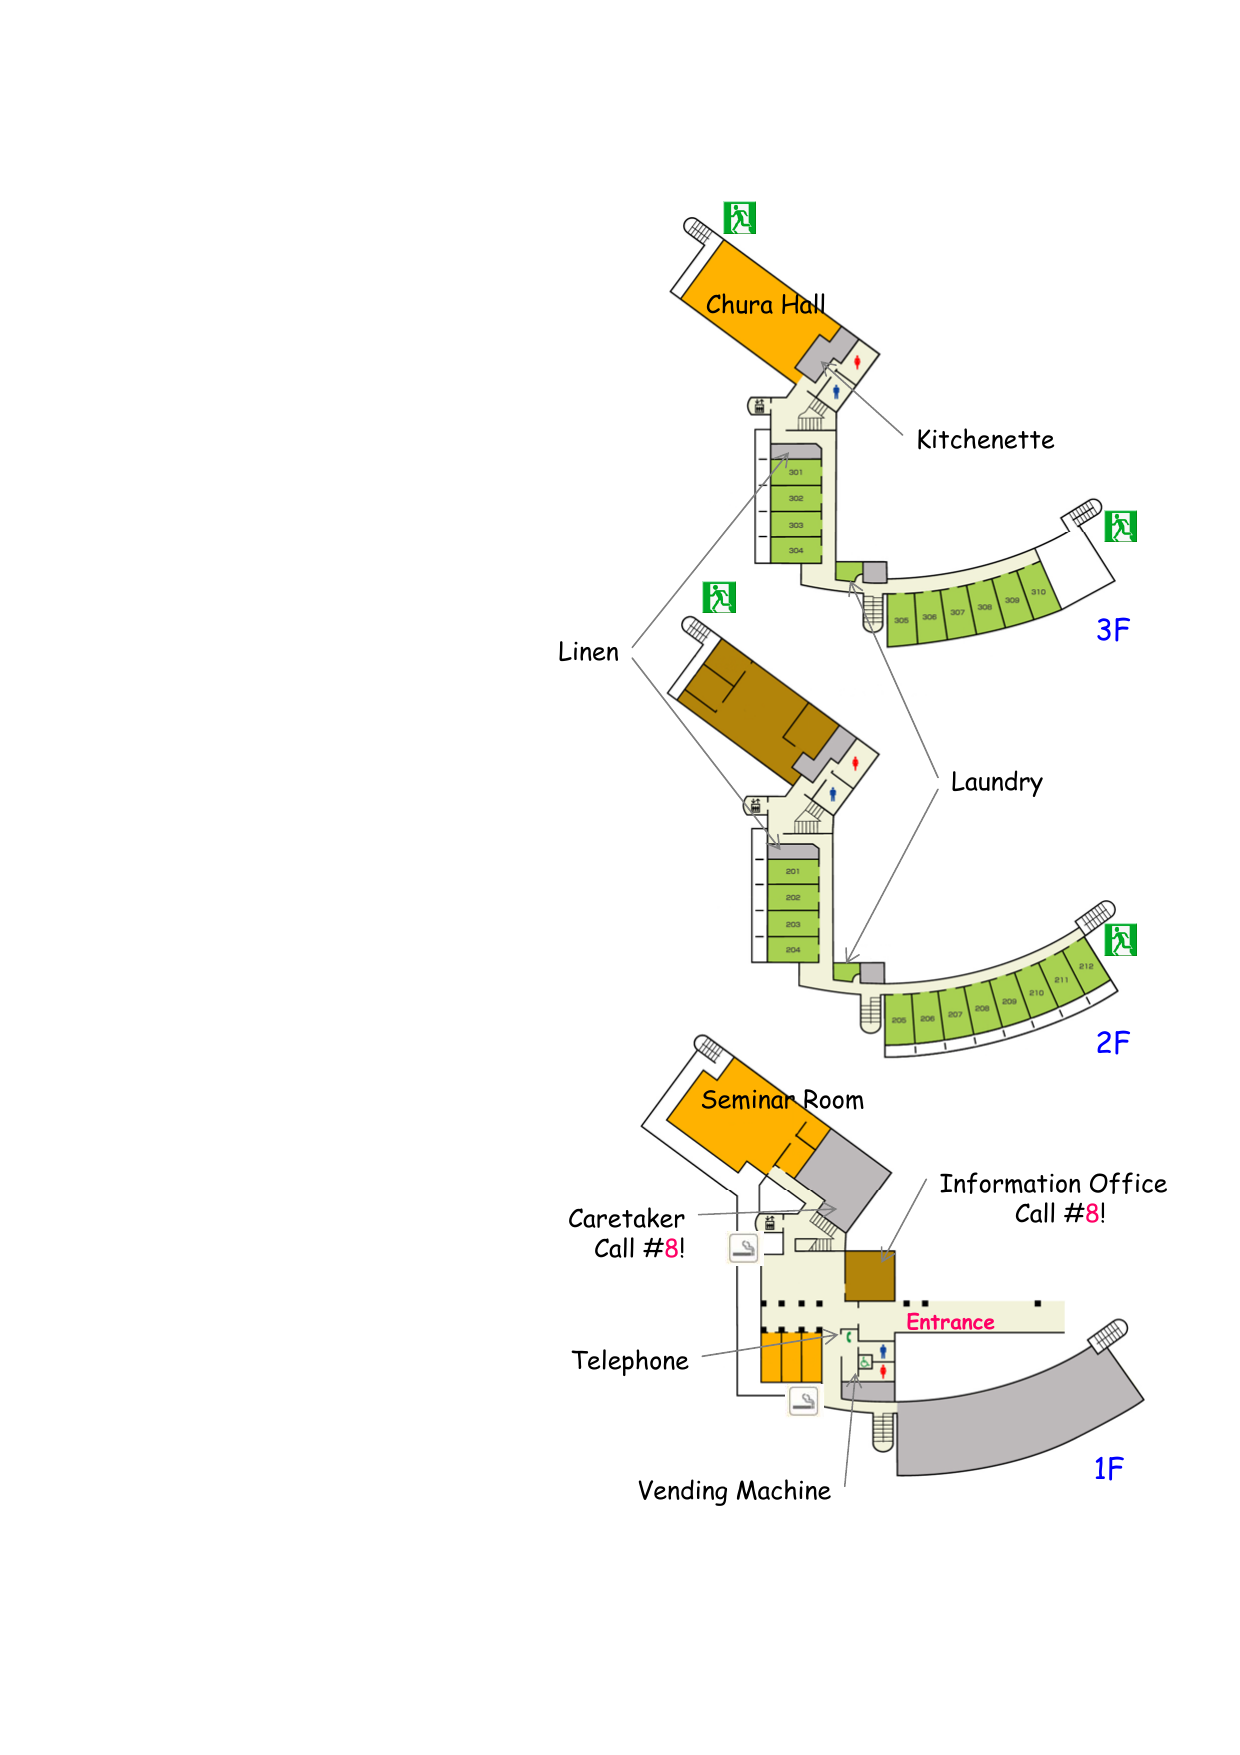 Chura Hall
Kitchenette
301
302
303
304
305
306
307
308
309
310
3F
Linen
Laundry
201
202
203
204
205
206
207
208
209
210
211
212
2F
Seminar Room
Information Office
Call #8!
Caretaker
Call #8!
Entrance
Telephone
Vending Machine
1F